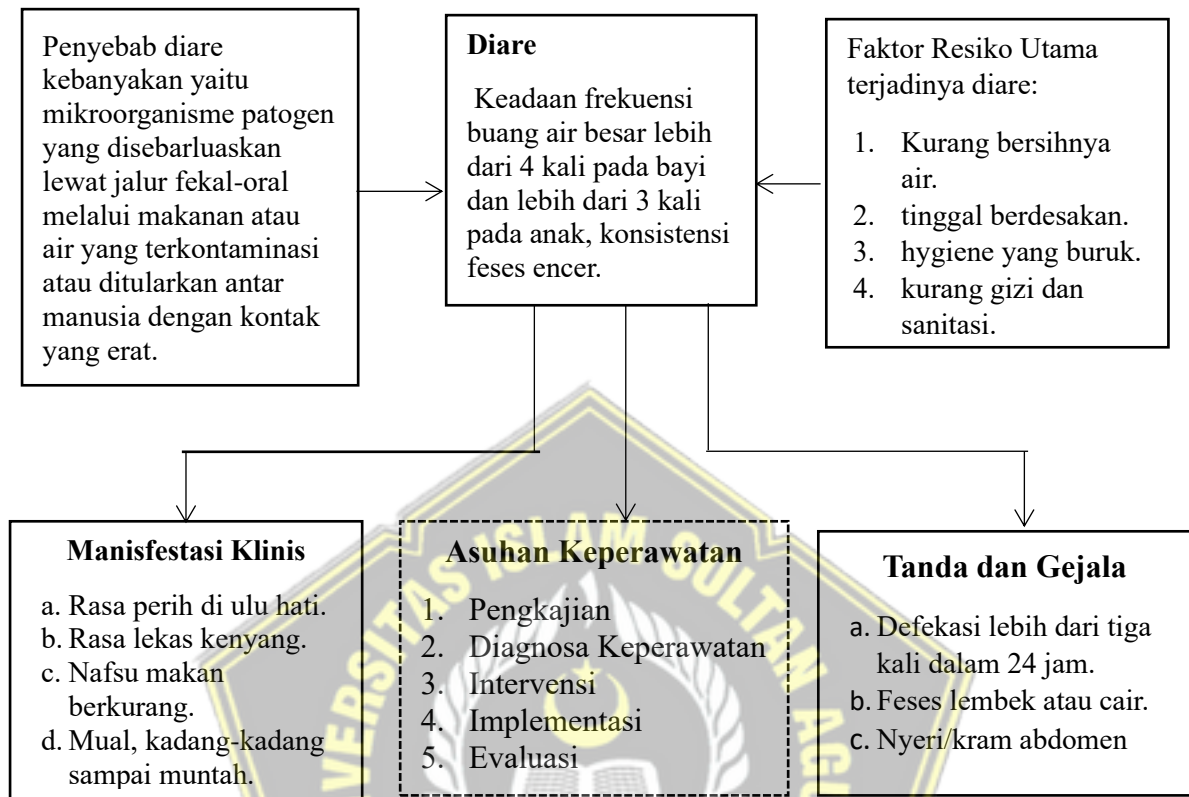 Penyebab diare
kebanyakan yaitu
mikroorganisme patogen
yang disebarluaskan
lewat jalur fekal-oral
melalui makanan atau
air yang terkontaminasi
atau ditularkan antar
manusia dengan kontak
yang erat.
Diare
Keadaan frekuensi
buang air besar lebih
dari 4 kali pada bayi
dan lebih dari 3 kali
pada anak, konsistensi
feses encer.
Faktor Resiko Utama
terjadinya diare:
1. Kurang bersihnya
air.
2. tinggal berdesakan.
3. hygiene yang buruk.
4. kurang gizi dan
sanitasi.
Manisfestasi Klinis
a. Rasa perih di ulu hati.
b. Rasa lekas kenyang.
c. Nafsu makan
berkurang.
d. Mual, kadang-kadang
sampai muntah.
Asuhan Keperawatan
1. Pengkajian
2. Diagnosa Keperawatan
3. Intervensi
4. Implementasi
5. Evaluasi
Tanda dan Gejala
a. Defekasi lebih dari tiga
kali dalam 24 jam.
b. Feses lembek atau cair.
c. Nyeri/kram abdomen
ISLAM SULTAN